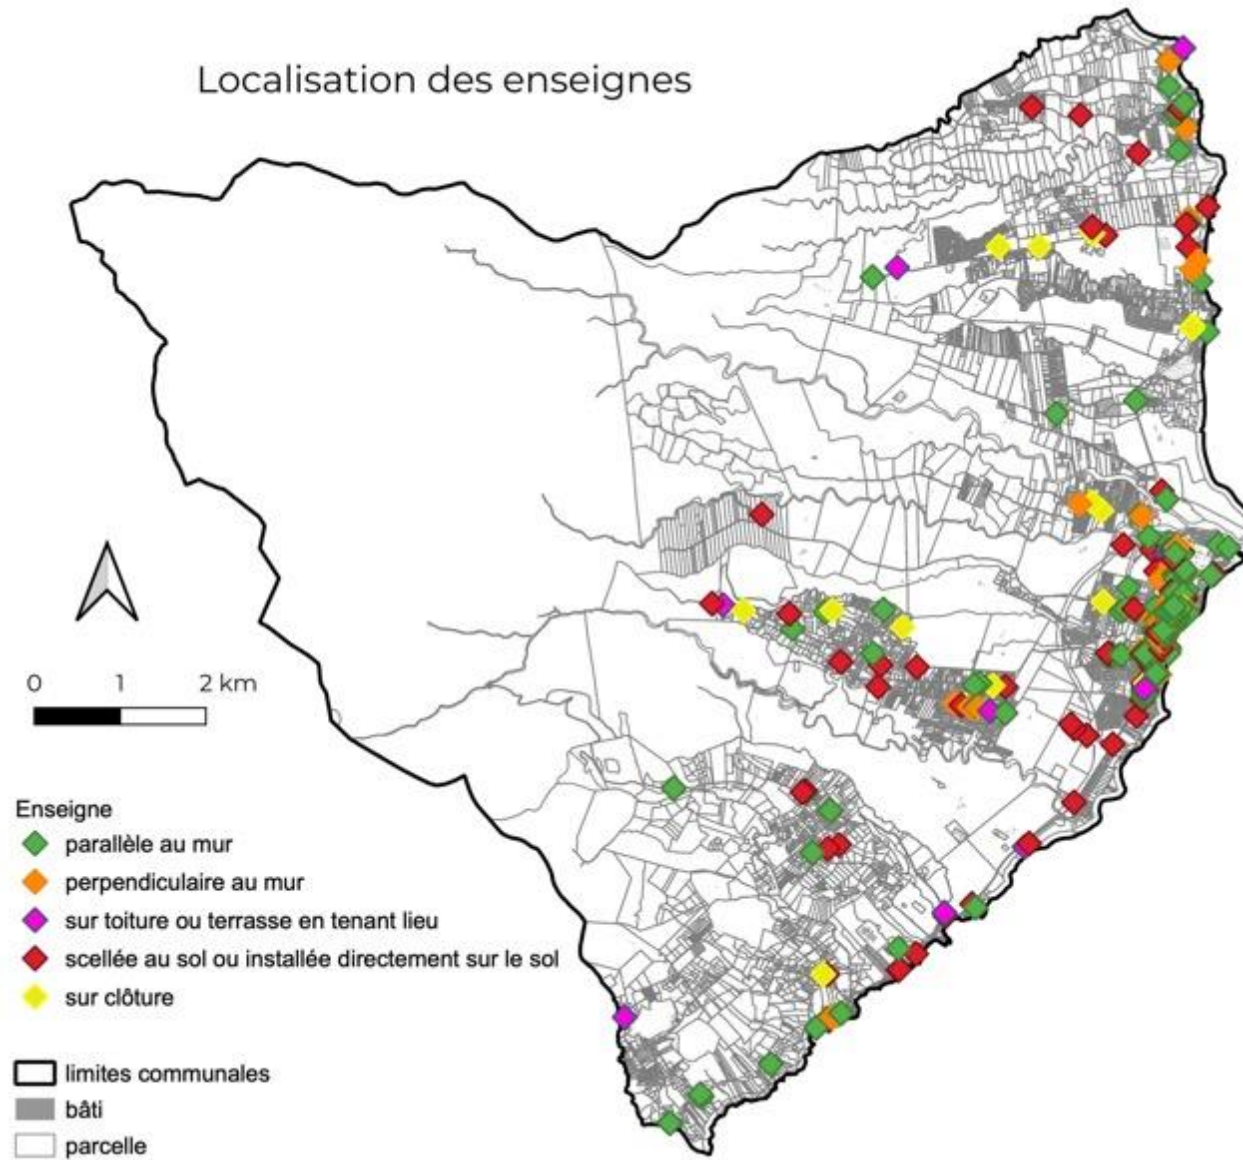 Localisation des enseignes
0 1 2 km
Enseigne
parallèle au mur
perpendiculaire au mur
sur toiture ou terrasse en tenant lieu
scellée au sol ou installée directement sur le sol
sur clôture
limites communales
bâti
parcelle